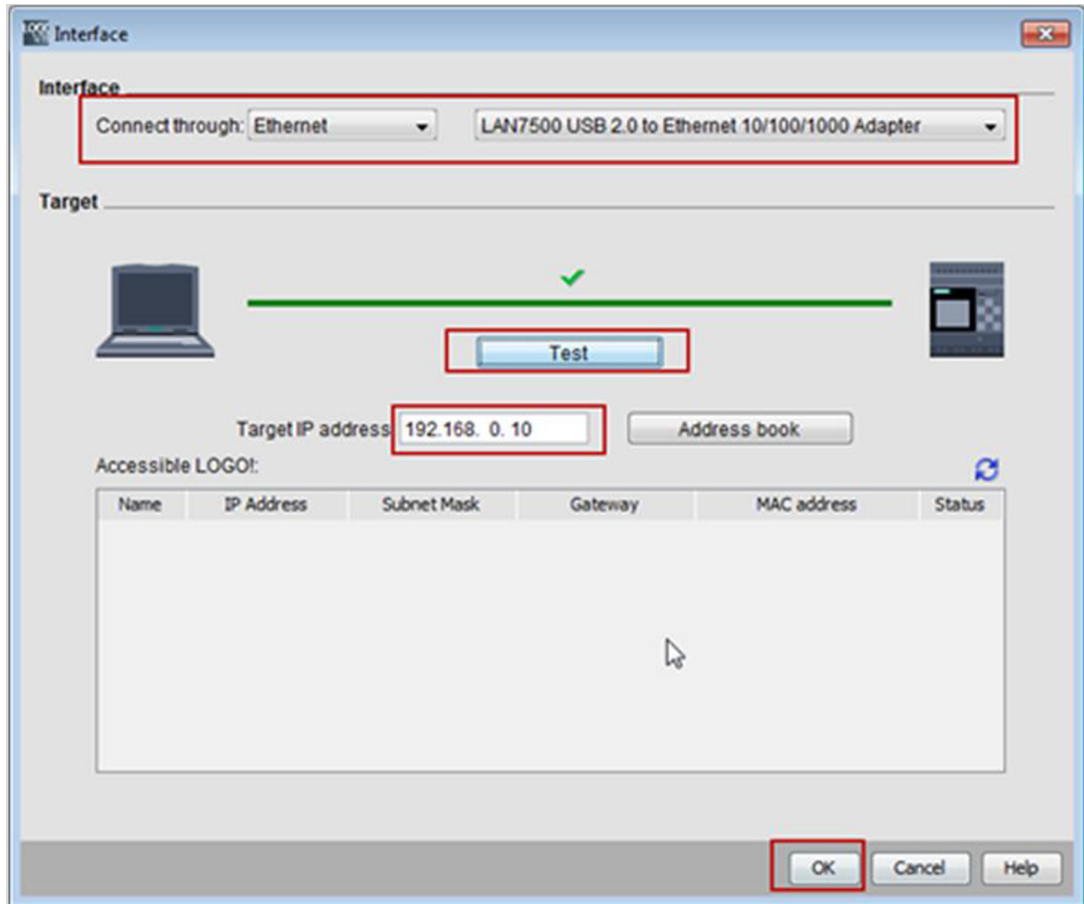 Interface
Interface
Connect through: Ethernet LAN7500 USB 2.0 to Ethernet 10/100/1000 Adapter
Target
Test
Target IP address 192.168. 0. 10 Address book
Accessible LOGO!:
Name IP Address Subnet Mask Gateway MAC address Status
OK Cancel Help